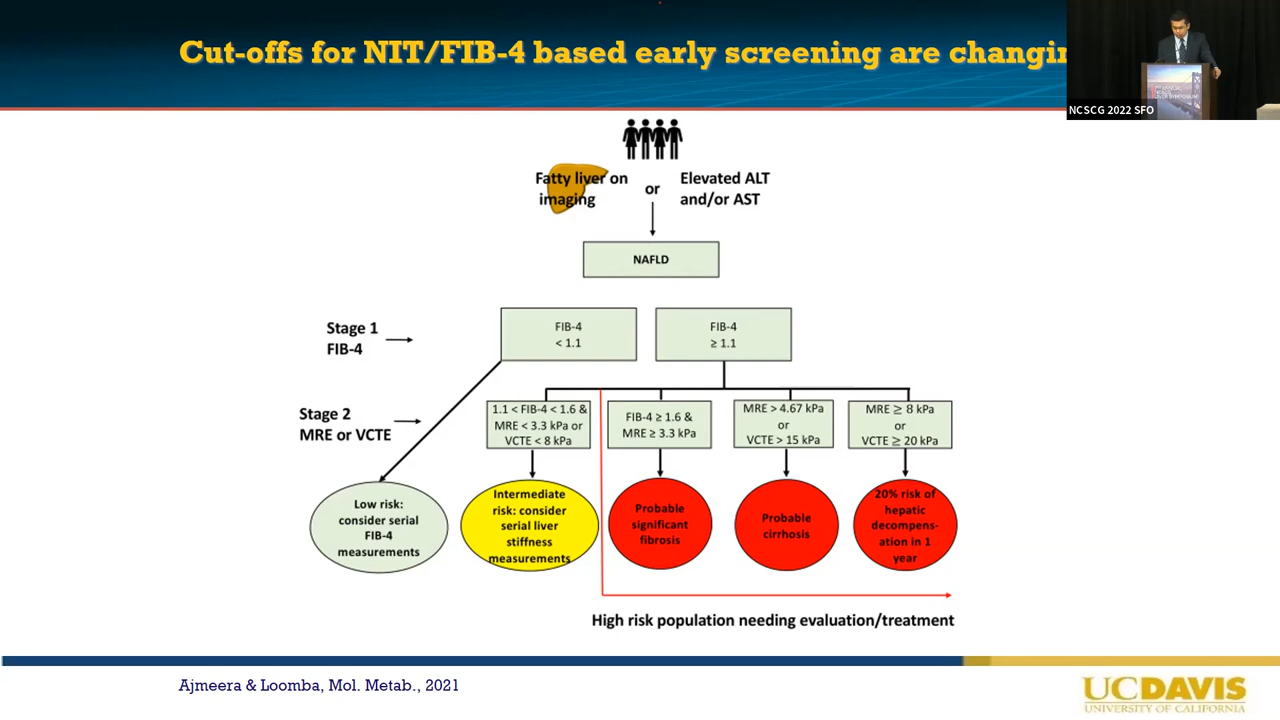 Cut-offs for NIT/FIB-4 based early screening are
NCSCG 2022 SFO
Fatty liver on
imaging
or
Elevated ALT
and/or AST
NAFLD
Stage 1
FIB-4
FIB-4
< 1.1
FIB-4
≥ 1.1
Stage 2
MRE or VCTE
1.1 < FIB-4 < 1.6 &
MRE < 3.3 kPa or
VCTE < 8 kPa
FIB-4 ≥ 1.6 &
MRE ≥ 3.3 kPa
MRE > 4.67 kPa
or
VCTE > 15 kPa
MRE ≥ 8 kPa
or
VCTE ≥ 20 kPa
Low risk:
consider serial
FIB-4
measurements
Intermediate
risk: consider
serial liver
stiffness
measurements
Probable
significant
fibrosis
Probable
cirrhosis
20% risk of
hepatic
decompens-
ation in 1
year
High risk population needing evaluation/treatment
Ajmeera & Loomba, Mol. Metab., 2021
UCDAVIS
UNIVERSITY OF CALIFORNIA